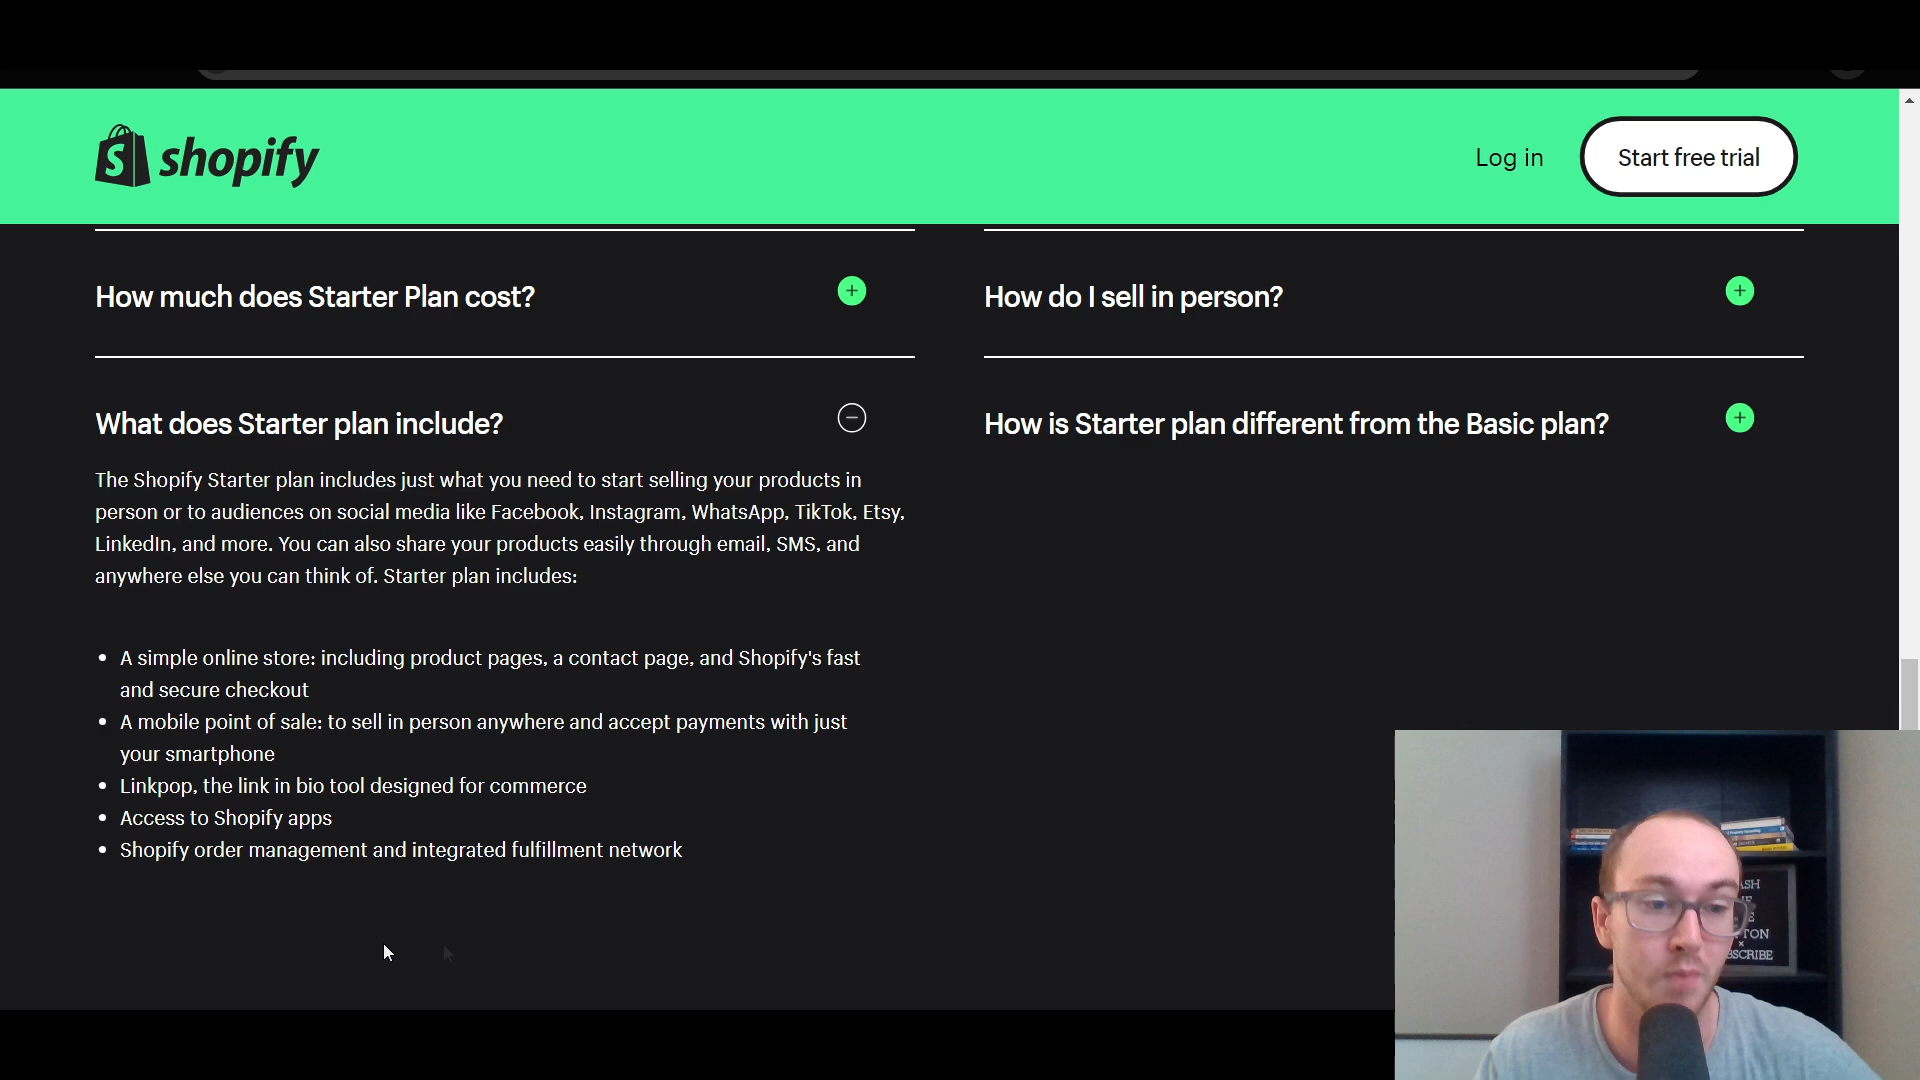 shopify
Log in
Start free trial
How much does Starter Plan cost?
How do I sell in person?
What does Starter plan include?
How is Starter plan different from the Basic plan?
The Shopify Starter plan includes just what you need to start selling your products in
person or to audiences on social media like Facebook, Instagram, WhatsApp, TikTok, Etsy,
LinkedIn, and more. You can also share your products easily through email, SMS, and
anywhere else you can think of. Starter plan includes:
• A simple online store: including product pages, a contact page, and Shopify's fast
and secure checkout
• A mobile point of sale: to sell in person anywhere and accept payments with just
your smartphone
• Linkpop, the link in bio tool designed for commerce
• Access to Shopify apps
• Shopify order management and integrated fulfillment network